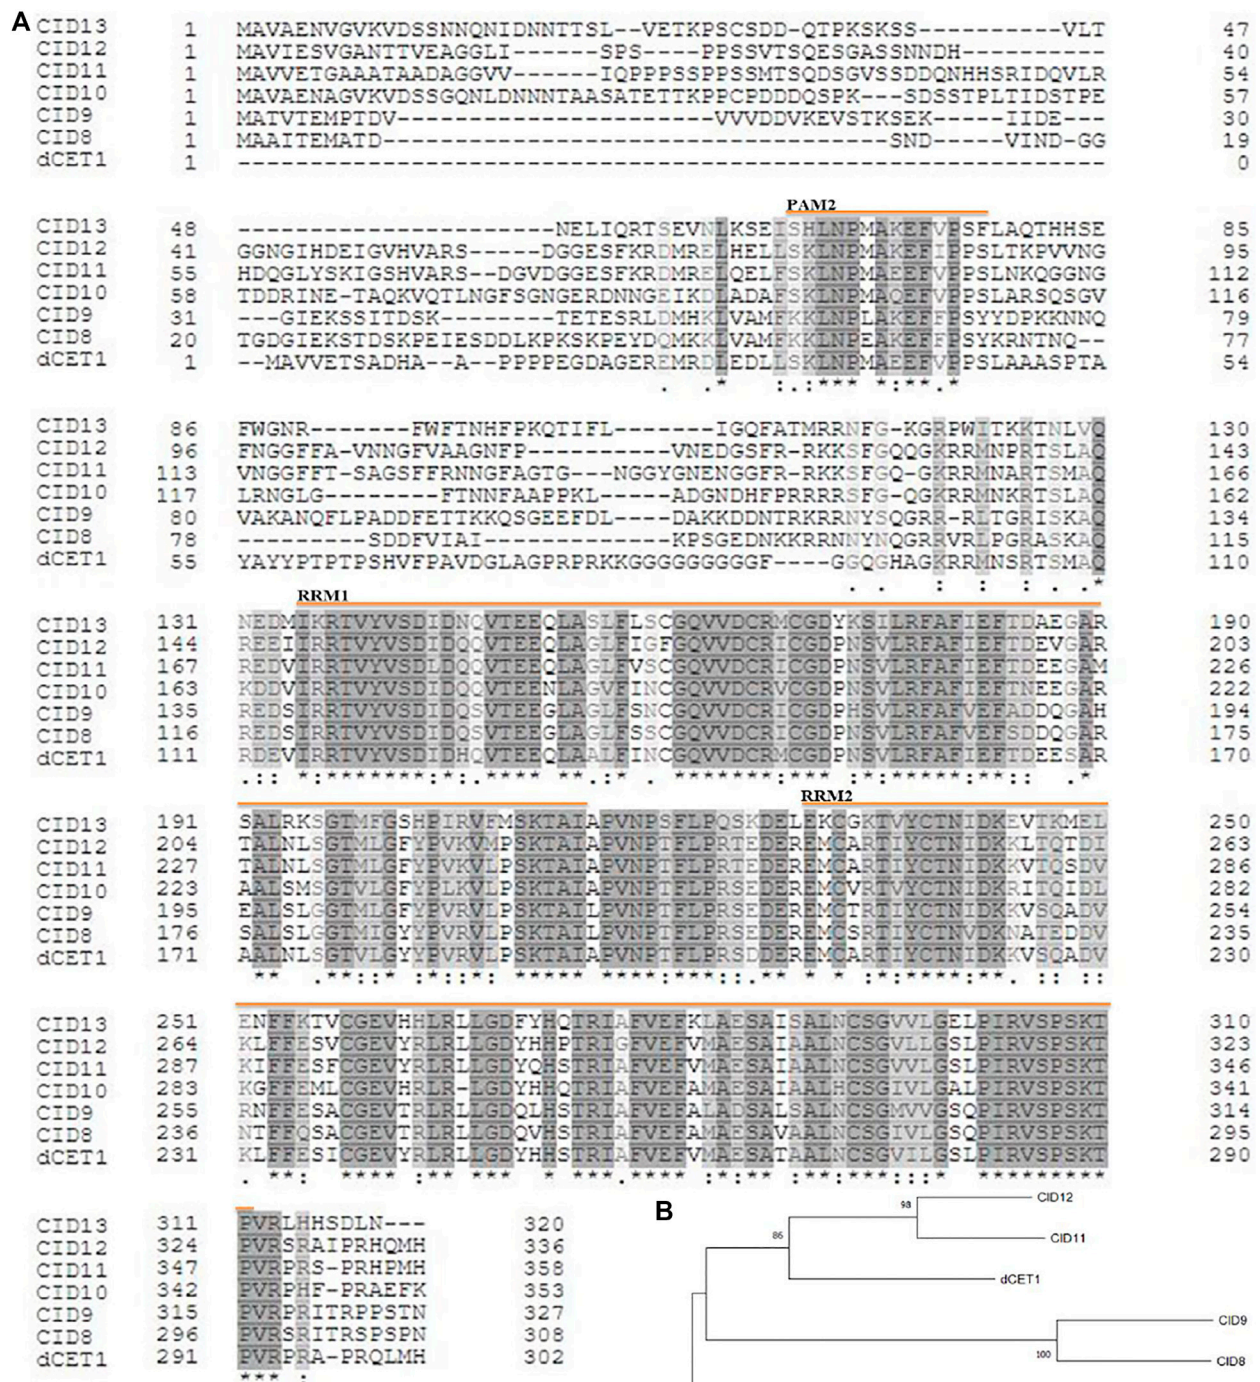 A
CID13 1 MAVAENVGVKVDSSNNQNIDNNTTSL--VETKPSCSDD-QTPKSKSS----------VLT 47
CID12 1 MAVIESVGANTTVEAGGLI------SPS----PPSSVTSQESGASSNNDH---------- 40
CID11 1 MAVVETGAAATAADAGGVV------IQPPPSSPPSSMTSQDSGVSSDDQNHHSRIDQVLR 54
CID10 1 MAVAENAGVKVDSSGQNLDNNNTAASATETTKPPCPDDDQSPK---SDSSTPLTIIDSTPE 57
CID9 1 MATVTEMPTDV----------------------VVVDDVKEVSTKSEK-----IIDE--- 30
CID8 1 MAAITEMATD-----------------------------------SND-----VIND-GG 19
dCET1 1 ------------------------------------------------------------ 0
PAM2
CID13 48 ----------------------NELIQRTSEVNLKSEISHLNPMAKEFVPSFLAQTHHSE 85
CID12 41 GGNGIHDEIGVHVARS---DGGESFKRDMRELHELLSKLNPMAKEFIPPSLTKPVVNG 95
CID11 55 HDQGLYSKIGSHVARS--DGVDGGESFKRDMRELQELFSKLNPMAEEFVPPSLNKQGGNG 112
CID10 58 TDDRINE-TAQKVQTLNGFSGNGERDNNGEIKDLADAFSKLNPMAQEFVPPSLARSQSGV 116
CID9 31 ---GIEKSSITDSK--------TETESRLDMHKLVAMFKKLNPLAKEFFPSYYDPKKNNQ 79
CID8 20 TGDGIEKSTDSKPEIESDDLKPKSKPEYDQMKKLVAMFKKLNPEAKEFFPSYKRNTNQ-- 77
dCET1 1 --MAVVETSADHA--A--PPPPEGDAGEREMRDLEDLLSKLNPMAEEFVPPSLAAASPTA 54
. .* :..:*** *:**.*
CID13 86 FWGNR-------FWFTNHFPKQTIFL-------IGQFATMRRNFG-KGRPWITKKTNLVQ 130
CID12 96 FNGGFFA-VNNGFVAAGNFP----------VNEDGSFR-RKKSFGQQGKRRMNPRTSLAQ 143
CID11 113 VNGGFFT-SAGSFFRNNGFAGTG---NGGYGNENGGFR-RKKSFGQ-GKRRMNARTSMAQ 166
CID10 117 LRNGLG--------FTNNFAAPPKL-----ADGNDHFPRRRRSFG-QGKRRMNKRTSLAQ 162
CID9 80 VAKANQFLPADDFETTKKQSGEEFDL----DAKKDDNTRKRRNYSQGRR-RLTGRISKAQ 134
CID8 78 ---------SDDFVIAI-------------KPSGEDNKKRRNNYNQGRRVRLPGRASKAQ 115
dCET1 55 YAYYPTPTPTPSHVFPAVDGLAGPRPRKKGGGGGGGGF----GGQGHAGKRRMNSRTSMAQ 110
. . : : : . .*
RRM1
CID13 131 NEDMIKRTVYVSDIDNQVTEEQLASLFLSCGQVVDCRMCGDYKSILRFAFIEFTDAEGAR 190
CID12 144 REEIIRRTVYVSDIDQQVTEEQLAGLFIGFGQVVDCRICGDPNSVLRFAFIEFTDEVGAR 203
CID11 167 REDVIRRTVYVSDLDQQVTEEQLAGLFVSCGQVVDCRICGDPNSVLRFAFIEFTDEEGAM 226
CID10 163 KDDVIRRTVYVSDIDQQVTEENLAGVFINCGQVVDCRVCGDPNSVLRFAFIEFTNEEGAR 222
CID9 135 REDSIRRTVYVSDIDQSVTEEGLAGLFSNCGQVVDCRICGDPHSVLRFAFVEFADDQGAH 194
CID8 116 REDSIRRTVYVSDIDQSVTEEGLAGLFSSCGQVVDCRICGDPNSVLRFAFVEFSDDQGAR 175
dCET1 111 RDEVIRRTVYVSDIDHQVTEEQLAALFINCGQVVDCRMCGDPNSVLRFAFIEFTDEESAR 170
.:: *:*******:*:.**** **.:* . *******:*** :*:*****:**:: .*
RRM2
CID13 191 SALRKSGTMFGSHPIRVFMSKTAIAPVNPSFLPQSKDELEKCGKTVYCTNIDKEVTKMEL 250
CID12 204 TALNLSGTMLGFYPVKVMPSKTAIAPVNPTFLPRTEDEREMCARTIYCTNIDKKLTQTDL 263
CID11 227 TALNLSGTMLGFYPVKVLPSKTAIAPVNPTFLPRTEDEREMCARTIYCTNIDKKVTQSDV 286
CID10 223 AALSMSGTVLGFYPLKVLPSKTAIAPVNPTFLPRSEDEREMCVRTVYCTNIDKRITQIDL 282
CID9 195 EALSLGGTMLGFYPVRVLPSKTAILPVNPTFLPRSEDEREMCTRTIYCTNIDKKVSQADV 254
CID8 176 SALSLGGTMIGYYPVRVLPSKTAILPVNPTFLPRSEDEREMCSRTIYCTNVDKNATEDDV 235
dCET1 171 AALNLSGTVLGYYPVRVLPSKTAIAPVNPTFLPRSDDEREMCARTIYCTNIDKKVSQADV 230
** .**::* :*::*: ***** ****:***::.** * * :*:****:** :: ::
CID13 251 ENFFKTVCGEVHHLRLLGDFYHQTRIAFVEFKLAESAISALNCSGVVLGELPIRVSPSKT 310
CID12 264 KLFFESVCGEVYRLRLLGDYHHPTRIGFVEFVMAESAIAALNCSGVLLGSLPIRVSPSKT 323
CID11 287 KIFFESFCGEVYRLRLLGDYQHSTRIAFVEFVMAESAIAALNCSGVVLGSLPIRVSPSKT 346
CID10 283 KGFFEMLCGEVHRLR-LGDYHHQTRIAFVEFAMAESAIAALNCSGIVLGALPIRVSPSKT 341
CID9 255 RNFFESACGEVTRLRLLGDQLHSTRIAFVEFALADSALSALNCSGMVVGSQPIRVSPSKT 314
CID8 236 NTFFQSACGEVTRLRLLGDQVHSTRIAFVEFAMAESAVAALNCSGIVLGSQPIRVSPSKT 295
dCET1 231 KLFFESICGEVYRLRLLGDYHHSTRIAFVEFVMAESATAALNCSGVILGSLPIRVSPSKT 290
. **: **** :** *** * ***.**** :*:** :******:::* *********
CID13 311 PVRLHHSDLN--- 320
CID12 324 PVRSRAIPRHQMH 336
CID11 347 PVRPRS-PRHPMH 358
CID10 342 PVRPHF-PRAEFK 353
CID9 315 PVRPRITRPPSTN 327
CID8 296 PVRSRITRSPSPN 308
dCET1 291 PVRPRA-PRQLMH 302
*** .
B
98
CID12
CID11
86
dCET1
CID9
100
CID8